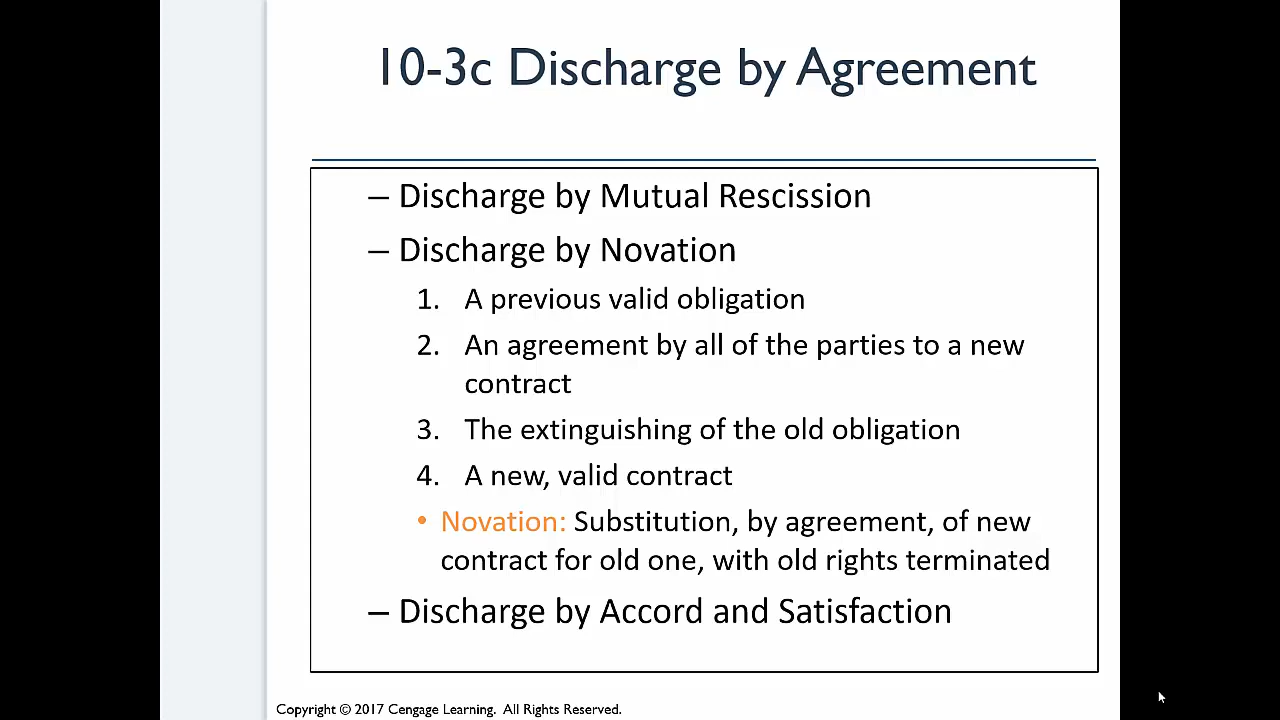 10-3c Discharge by Agreement
– Discharge by Mutual Rescission
– Discharge by Novation
1. A previous valid obligation
2. An agreement by all of the parties to a new
contract
3. The extinguishing of the old obligation
4. A new, valid contract
• Novation: Substitution, by agreement, of new
contract for old one, with old rights terminated
– Discharge by Accord and Satisfaction
Copyright © 2017 Cengage Learning. All Rights Reserved.